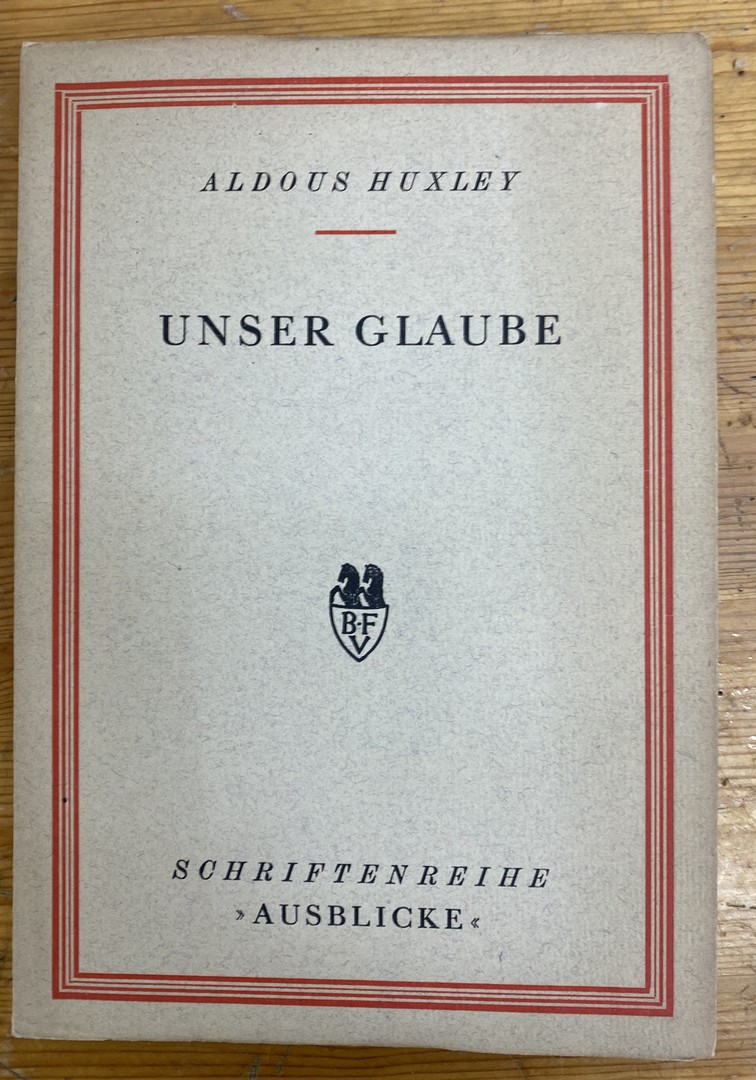 ALDOUS HUXLEY
UNSER GLAUBE
B·F
V
SCHRIFTENREIHE
»AUSBLICKE«